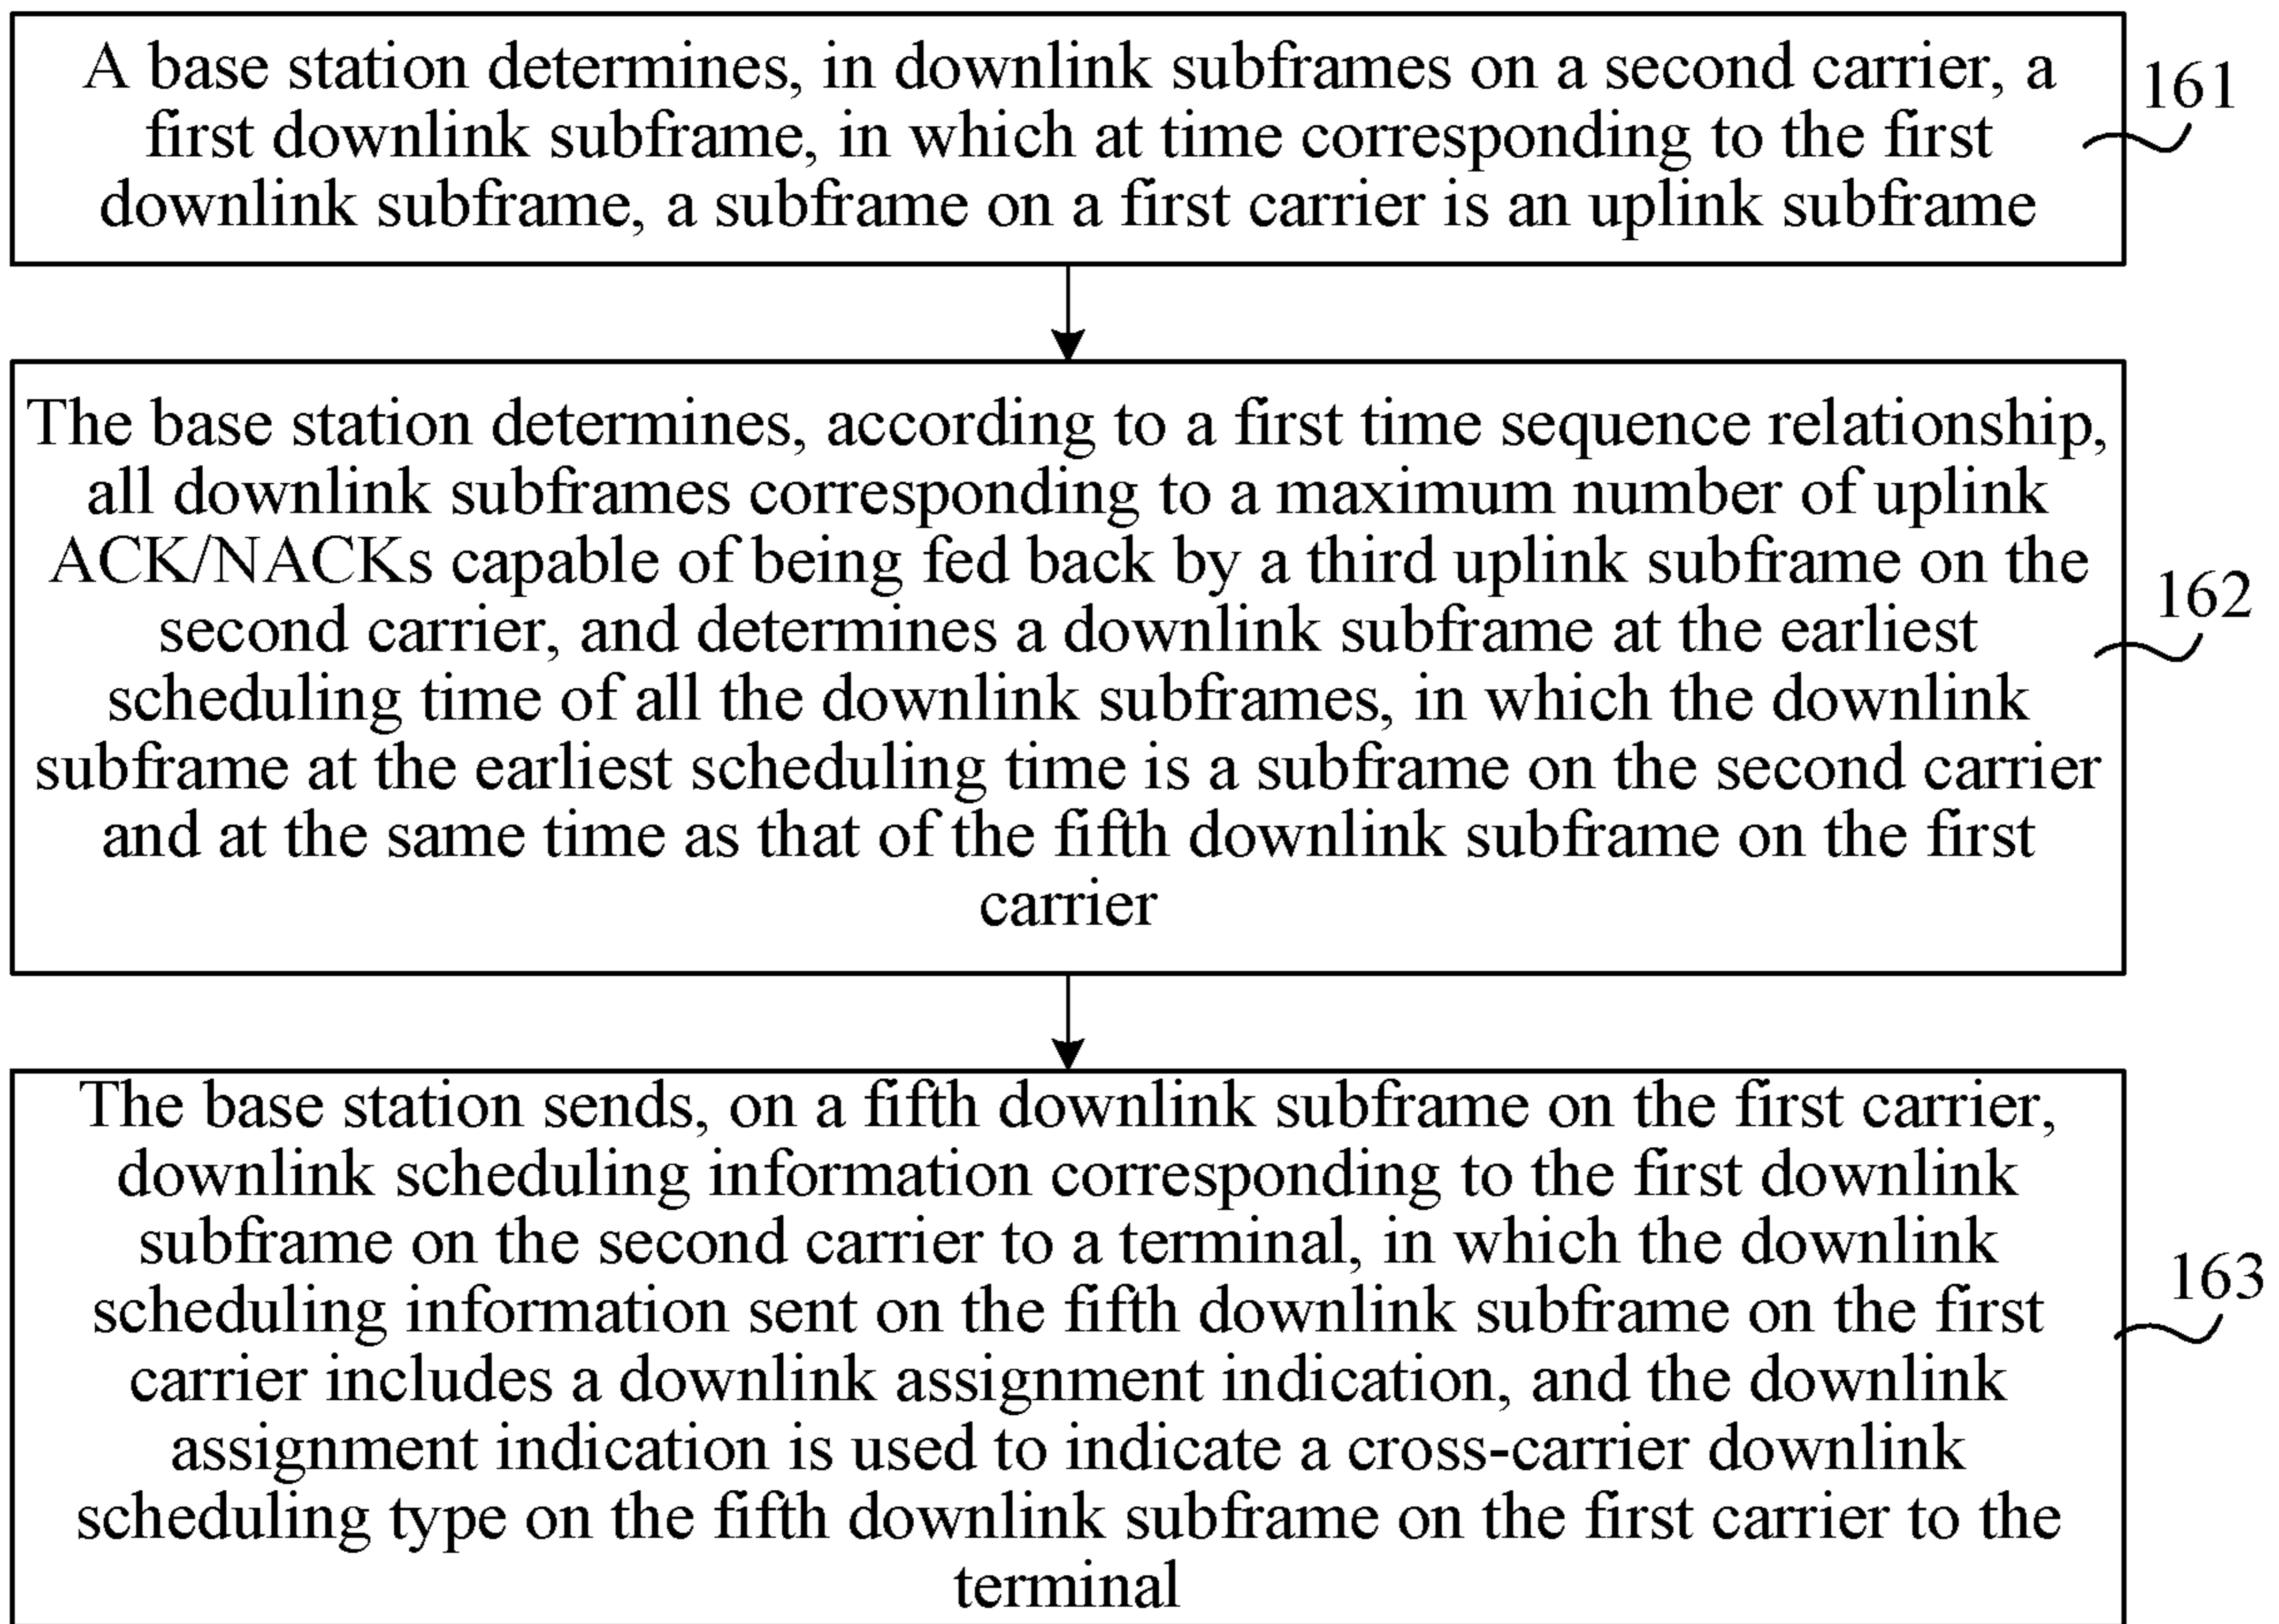 A base station determines, in downlink subframes on a second carrier, a
first downlink subframe, in which at time corresponding to the first
downlink subframe, a subframe on a first carrier is an uplink subframe
161
The base station determines, according to a first time sequence relationship,
all downlink subframes corresponding to a maximum number of uplink
ACK/NACKs capable of being fed back by a third uplink subframe on the
second carrier, and determines a downlink subframe at the earliest
scheduling time of all the downlink subframes, in which the downlink
subframe at the earliest scheduling time is a subframe on the second carrier
and at the same time as that of the fifth downlink subframe on the first
carrier
162
The base station sends, on a fifth downlink subframe on the first carrier,
downlink scheduling information corresponding to the first downlink
subframe on the second carrier to a terminal, in which the downlink
scheduling information sent on the fifth downlink subframe on the first
carrier includes a downlink assignment indication, and the downlink
assignment indication is used to indicate a cross-carrier downlink
scheduling type on the fifth downlink subframe on the first carrier to the
terminal
163